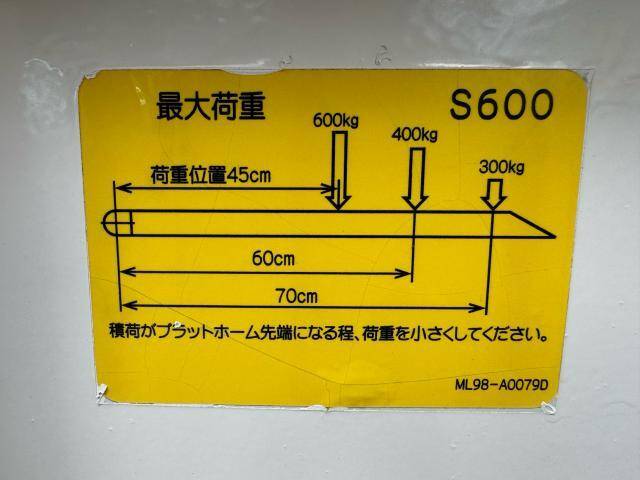 最大荷重
S600
600kg
400kg
300kg
荷重位置45cm
60cm
70cm
積荷がプラットホーム先端になる程、荷重を小さくしてください。
ML98-A0079D